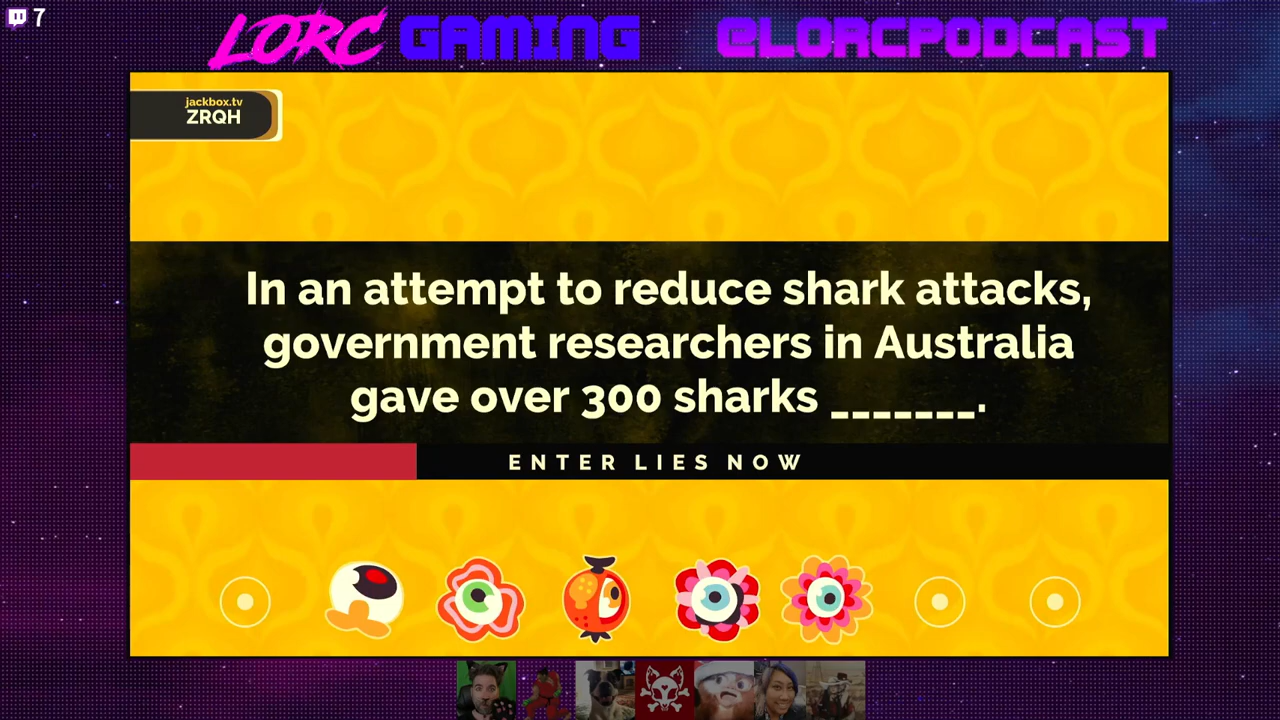 7
LORC GAMING
@LORCPODCAST
jackbox.tv
ZRQH
In an attempt to reduce shark attacks,
government researchers in Australia
gave over 300 sharks _______.
ENTER LIES NOW